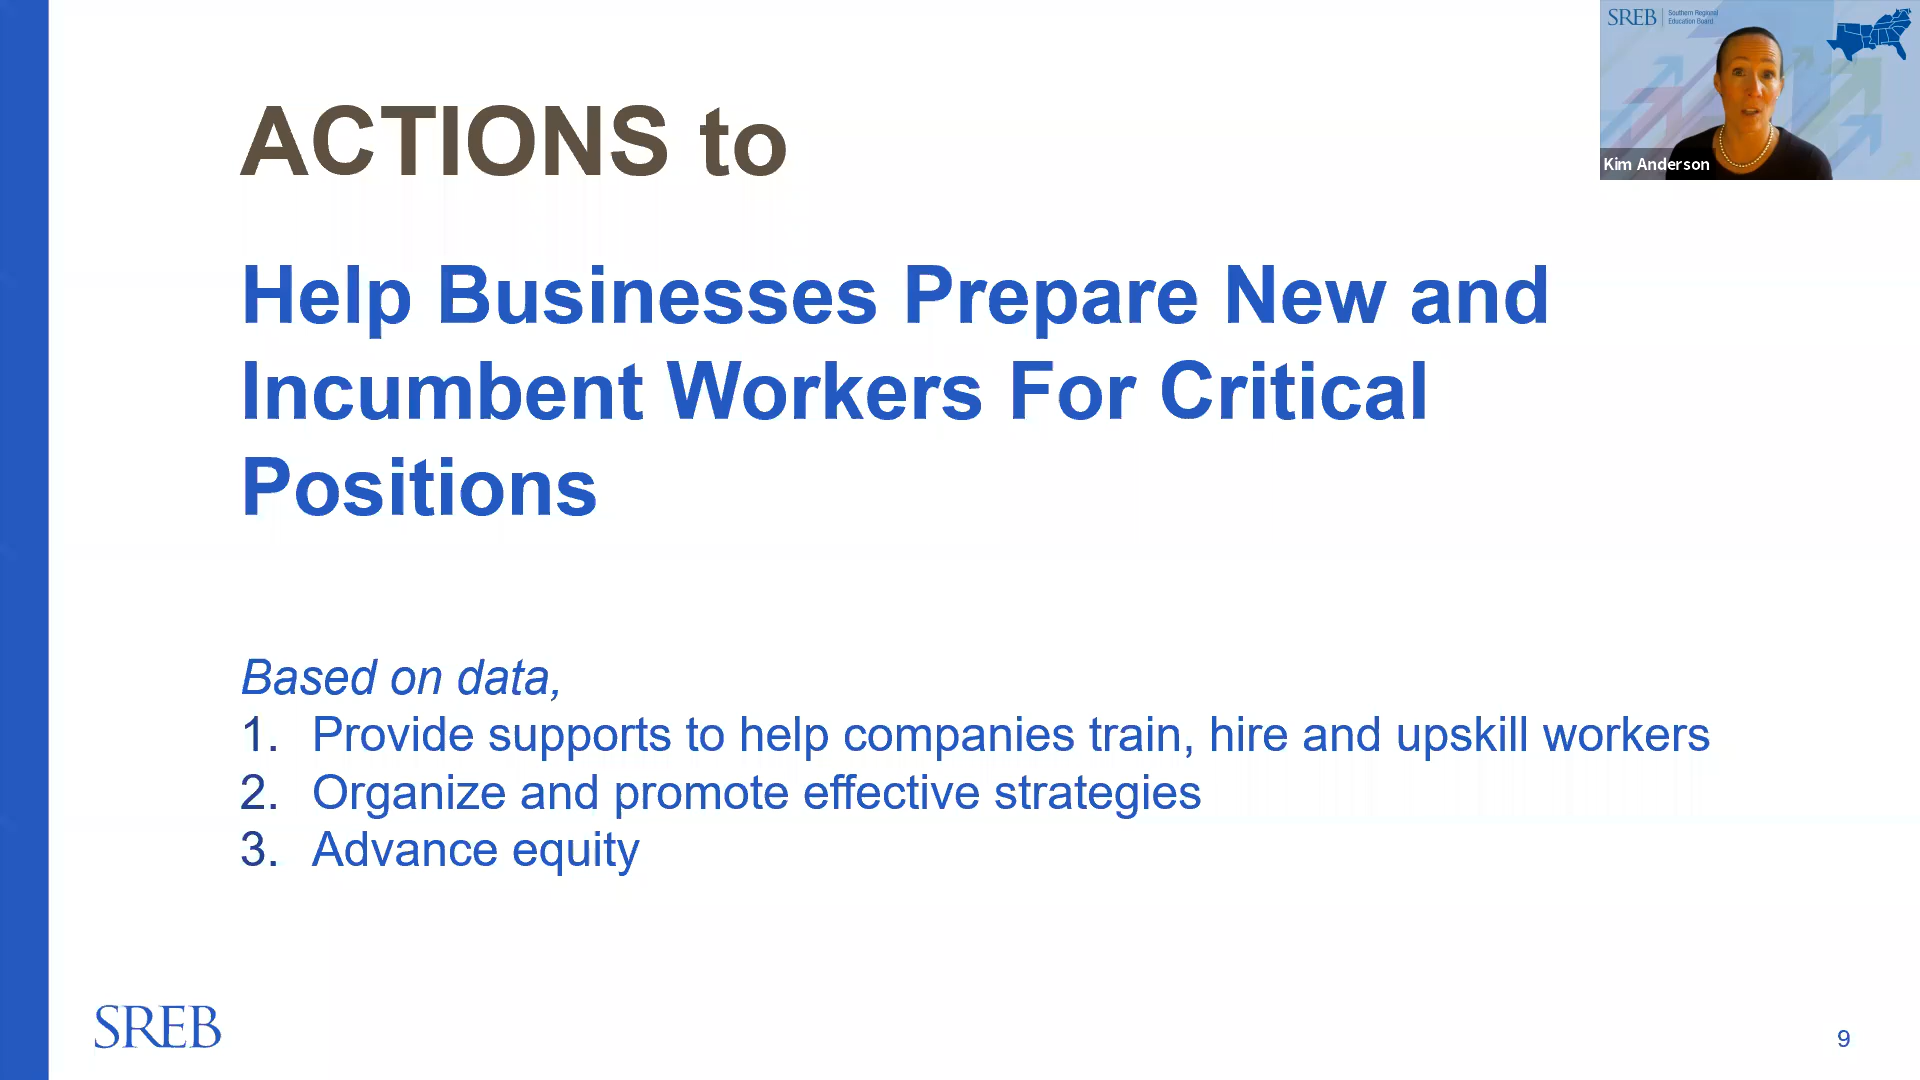 SREB
Southern Regional
Education Board
Kim Anderson
ACTIONS to
Help Businesses Prepare New and
Incumbent Workers For Critical
Positions
Based on data,
1. Provide supports to help companies train, hire and upskill workers
2. Organize and promote effective strategies
3. Advance equity
SREB
9